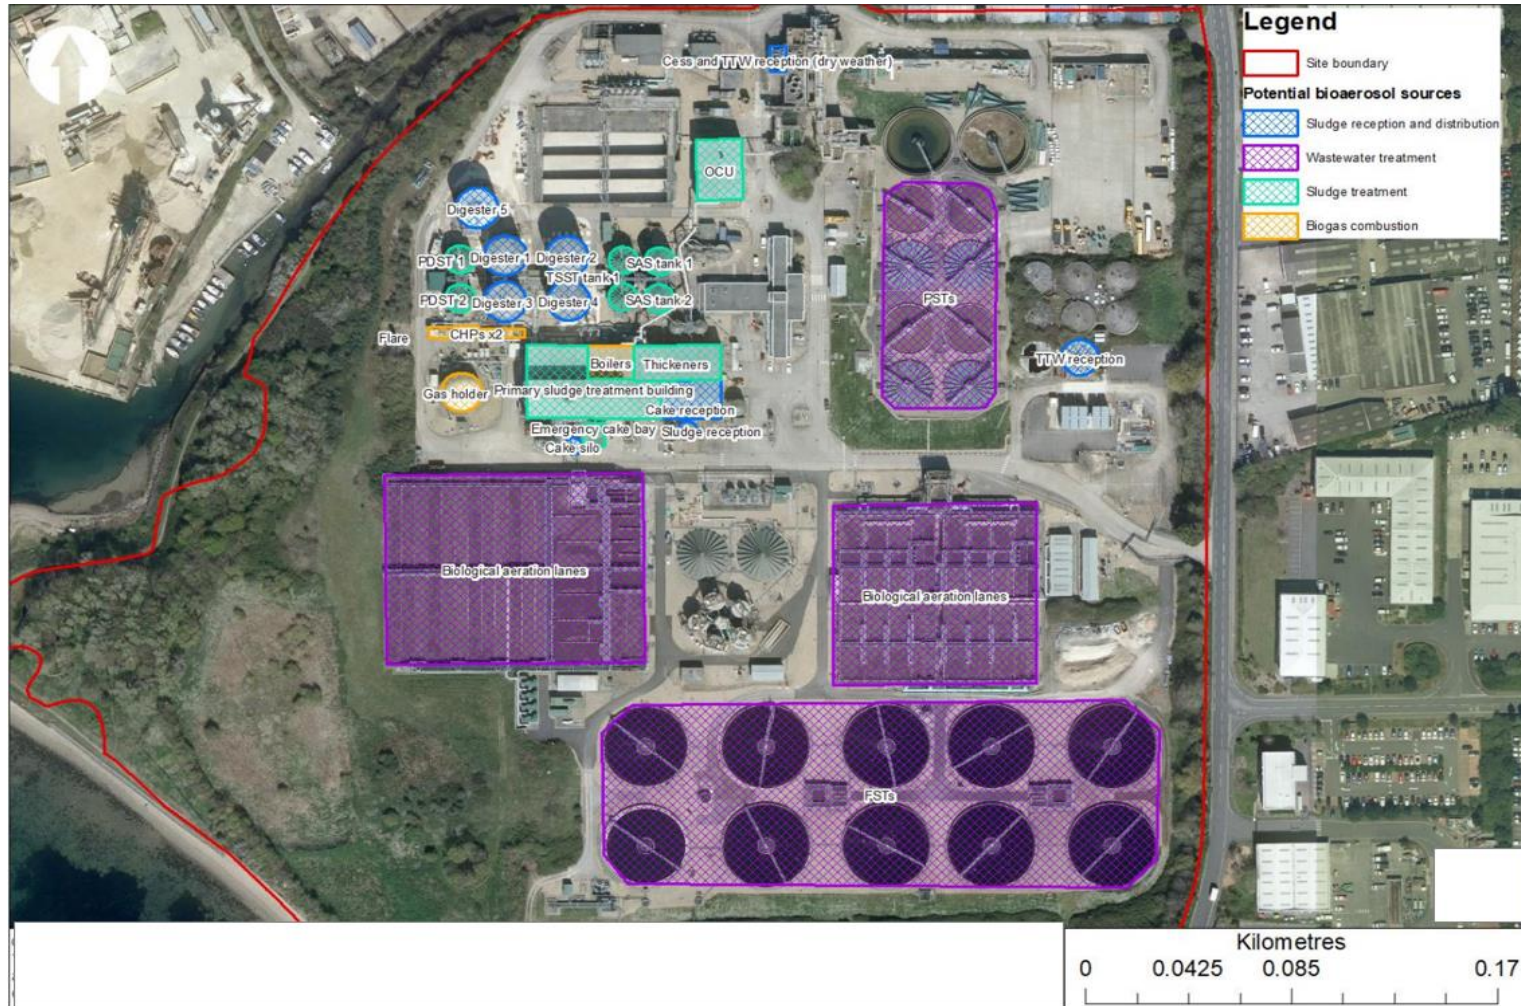 Legend
Site boundary
Potential bioaerosol sources
Sludge reception and distribution
Wastewater treatment
Sludge treatment
Biogas combustion
Cess and TTW reception (dry weather)
OCU
Digester 5
PDST 1
Digester 1
Digester 2
TSST tank 1
SAS tank 1
PDST 2
Digester 3
Digester 4
SAS tank 2
PSTs
Flare
CHPs x2
Boilers
Thickeners
TTW reception
Gas holder
Primary sludge treatment building
Cake reception
Emergency cake bay
Sludge reception
Cake silo
Biological aeration lanes
Biological aeration lanes
FSTs
Kilometres
0 0.0425 0.085 0.17